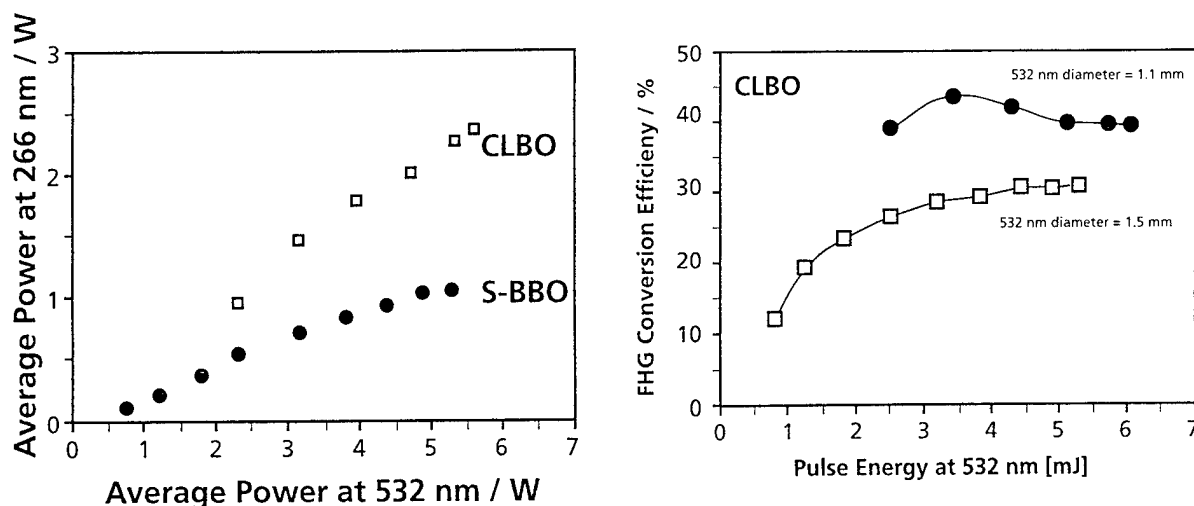 Average Power at 266 nm / W
3
2
1
0
CLBO
S-BBO
0 1 2 3 4 5 6 7
Average Power at 532 nm / W
FHG Conversion Efficieny / %
50
40
30
20
10
0
CLBO
532 nm diameter = 1.1 mm
532 nm diameter = 1.5 mm
0 1 2 3 4 5 6 7
Pulse Energy at 532 nm [mJ]